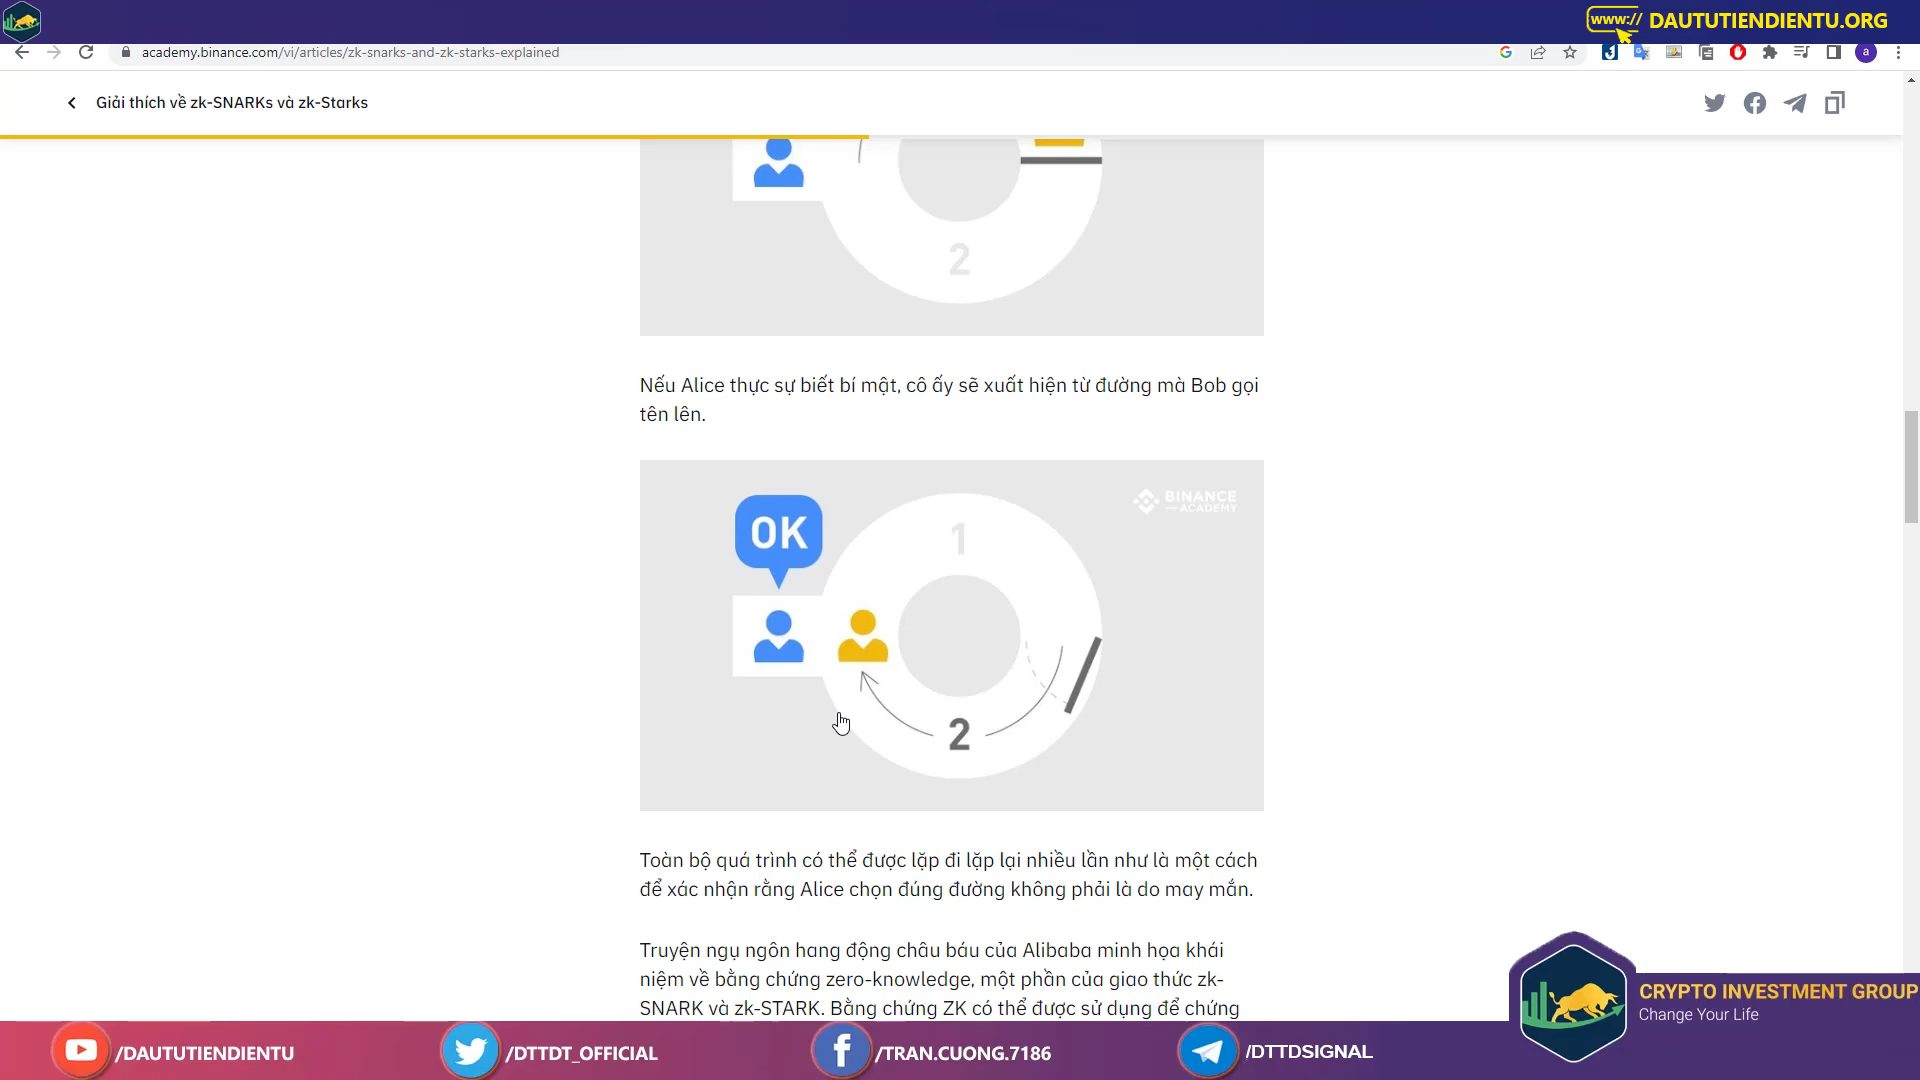 www:// DAUTUTIENDIENTU.ORG
academy.binance.com/vi/articles/zk-snarks-and-zk-starks-explained
a
Giải thích về zk-SNARKs và zk-Starks
2
Nếu Alice thực sự biết bí mật, cô ấy sẽ xuất hiện từ đường mà Bob gọi
tên lên.
BINANCE
ACADEMY
OK
1
2
Toàn bộ quá trình có thể được lặp đi lặp lại nhiều lần như là một cách
để xác nhận rằng Alice chọn đúng đường không phải là do may mắn.
Truyện ngụ ngôn hang động châu báu của Alibaba minh họa khái
niệm về bằng chứng zero-knowledge, một phần của giao thức zk-
SNARK và zk-STARK. Bằng chứng ZK có thể được sử dụng để chứng
CRYPTO INVESTMENT GROUP
Change Your Life
/DAUTUTIENDIENTU
/DTTDT_OFFICIAL
/TRAN.CUONG.7186
/DTTDSIGNAL